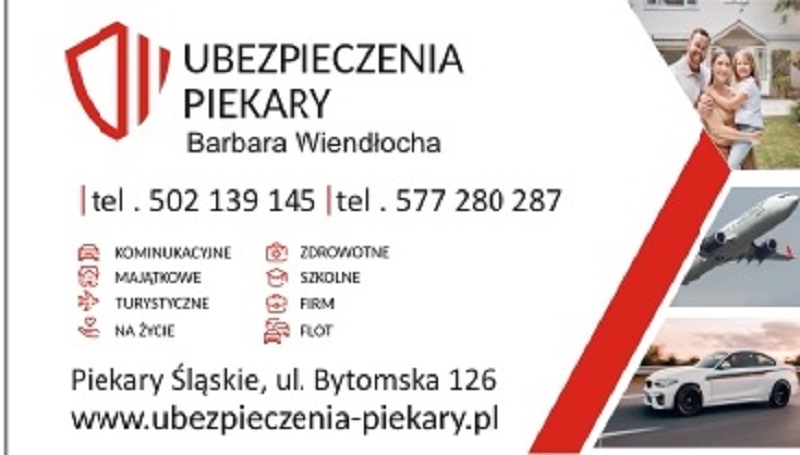 UBEZPIECZENIA
PIEKARY
Barbara Wiendłocha
|tel . 502 139 145 |tel . 577 280 287
KOMINUKACYJNE ZDROWOTNE
MAJĄTKOWE SZKOLNE
TURYSTYCZNE FIRM
NA ŻYCIE FLOT
Piekary Śląskie, ul. Bytomska 126
www.ubezpieczenia-piekary.pl